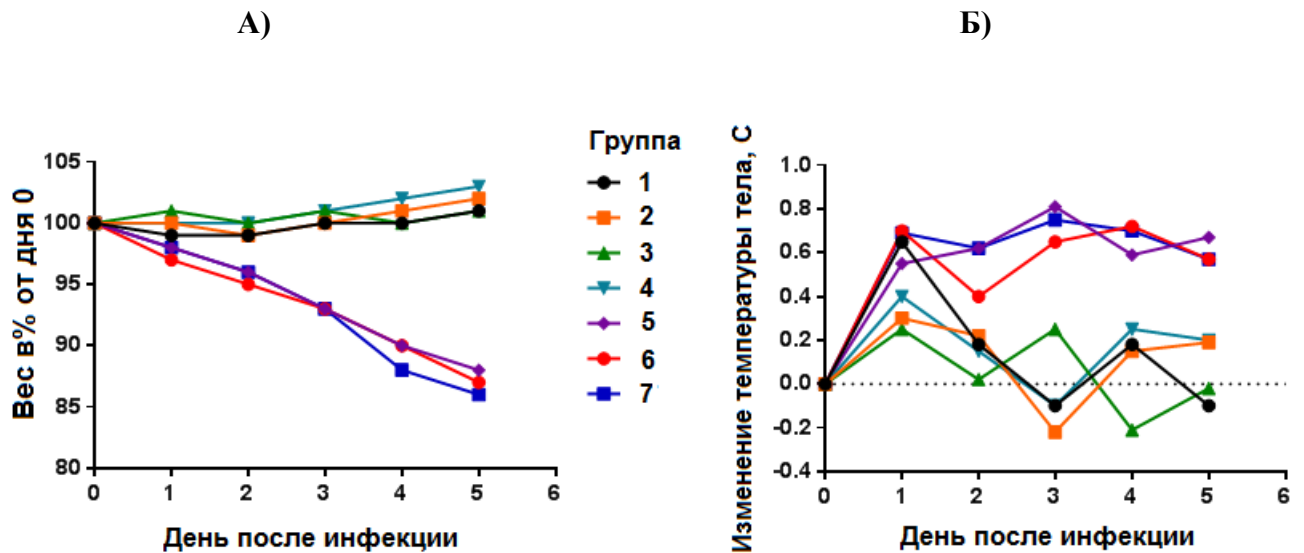 А)
Б)
Вес в% от дня 0
105
100
95
90
85
80
0 1 2 3 4 5 6
День после инфекции
Группа
1
2
3
4
5
6
7
Изменение температуры тела, С
1.0
0.8
0.6
0.4
0.2
0.0
-0.2
-0.4
0 1 2 3 4 5 6
День после инфекции